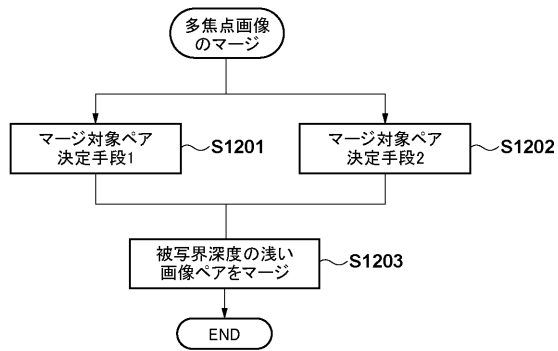 多焦点画像
のマージ
マージ対象ペア
決定手段1
S1201
マージ対象ペア
決定手段2
S1202
被写界深度の浅い
画像ペアをマージ
S1203
END